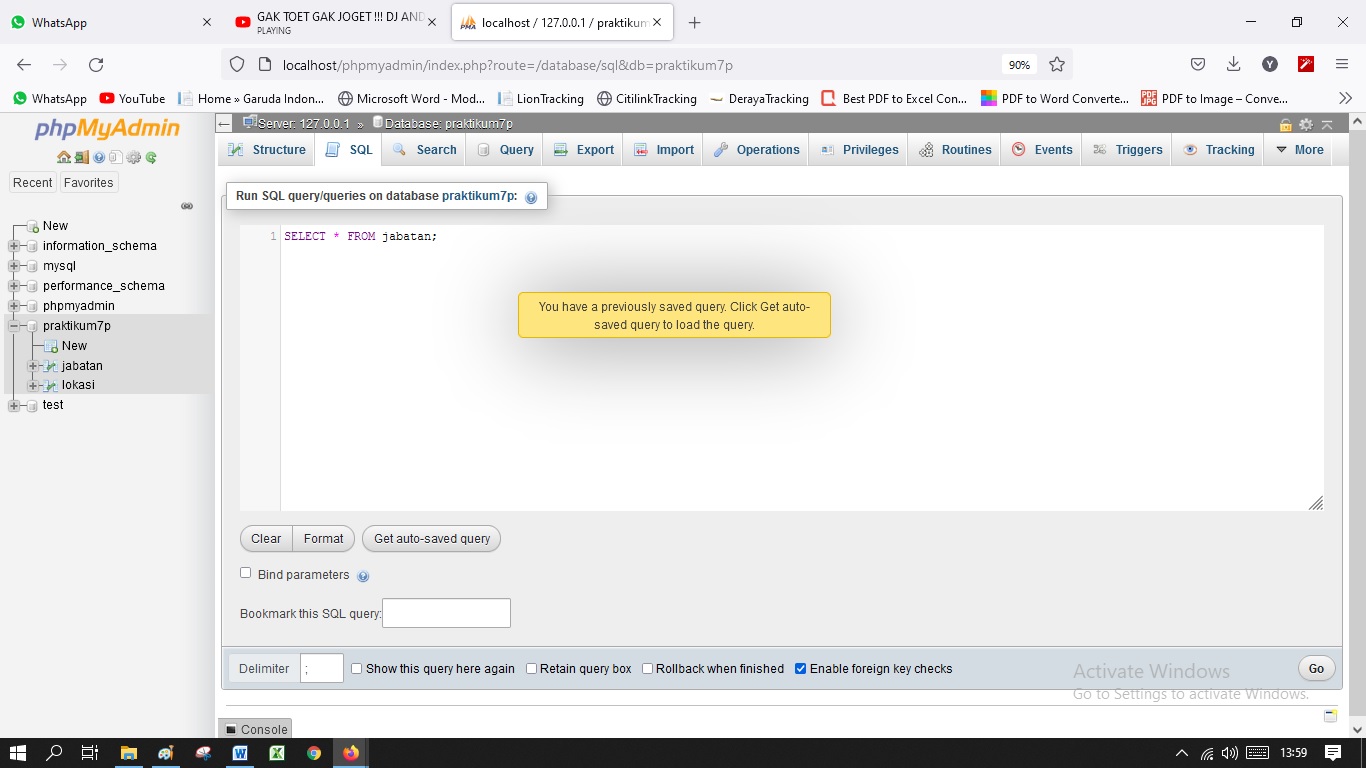 WhatsApp
GAK TOET GAK JOGET !!! DJ AND
PLAYING
localhost / 127.0.0.1 / praktikum
localhost/phpmyadmin/index.php?route=/database/sql&db=praktikum7p
90%
WhatsApp YouTube Home » Garuda Indon... Microsoft Word - Mod... LionTracking CitilinkTracking DerayaTracking Best PDF to Excel Con... PDF to Word Converte... PDF to Image – Conve...
phpMyAdmin
Recent Favorites
New
information_schema
mysql
performance_schema
phpmyadmin
praktikum7p
New
jabatan
lokasi
test
Server: 127.0.0.1 » Database: praktikum7p
Structure SQL Search Query Export Import Operations Privileges Routines Events Triggers Tracking More
Run SQL query/queries on database praktikum7p:
1 SELECT * FROM jabatan;
You have a previously saved query. Click Get auto-
saved query to load the query.
Clear Format Get auto-saved query
Bind parameters
Bookmark this SQL query:
Delimiter ; Show this query here again Retain query box Rollback when finished Enable foreign key checks Go
Activate Windows
Go to Settings to activate Windows.
Console
13:59